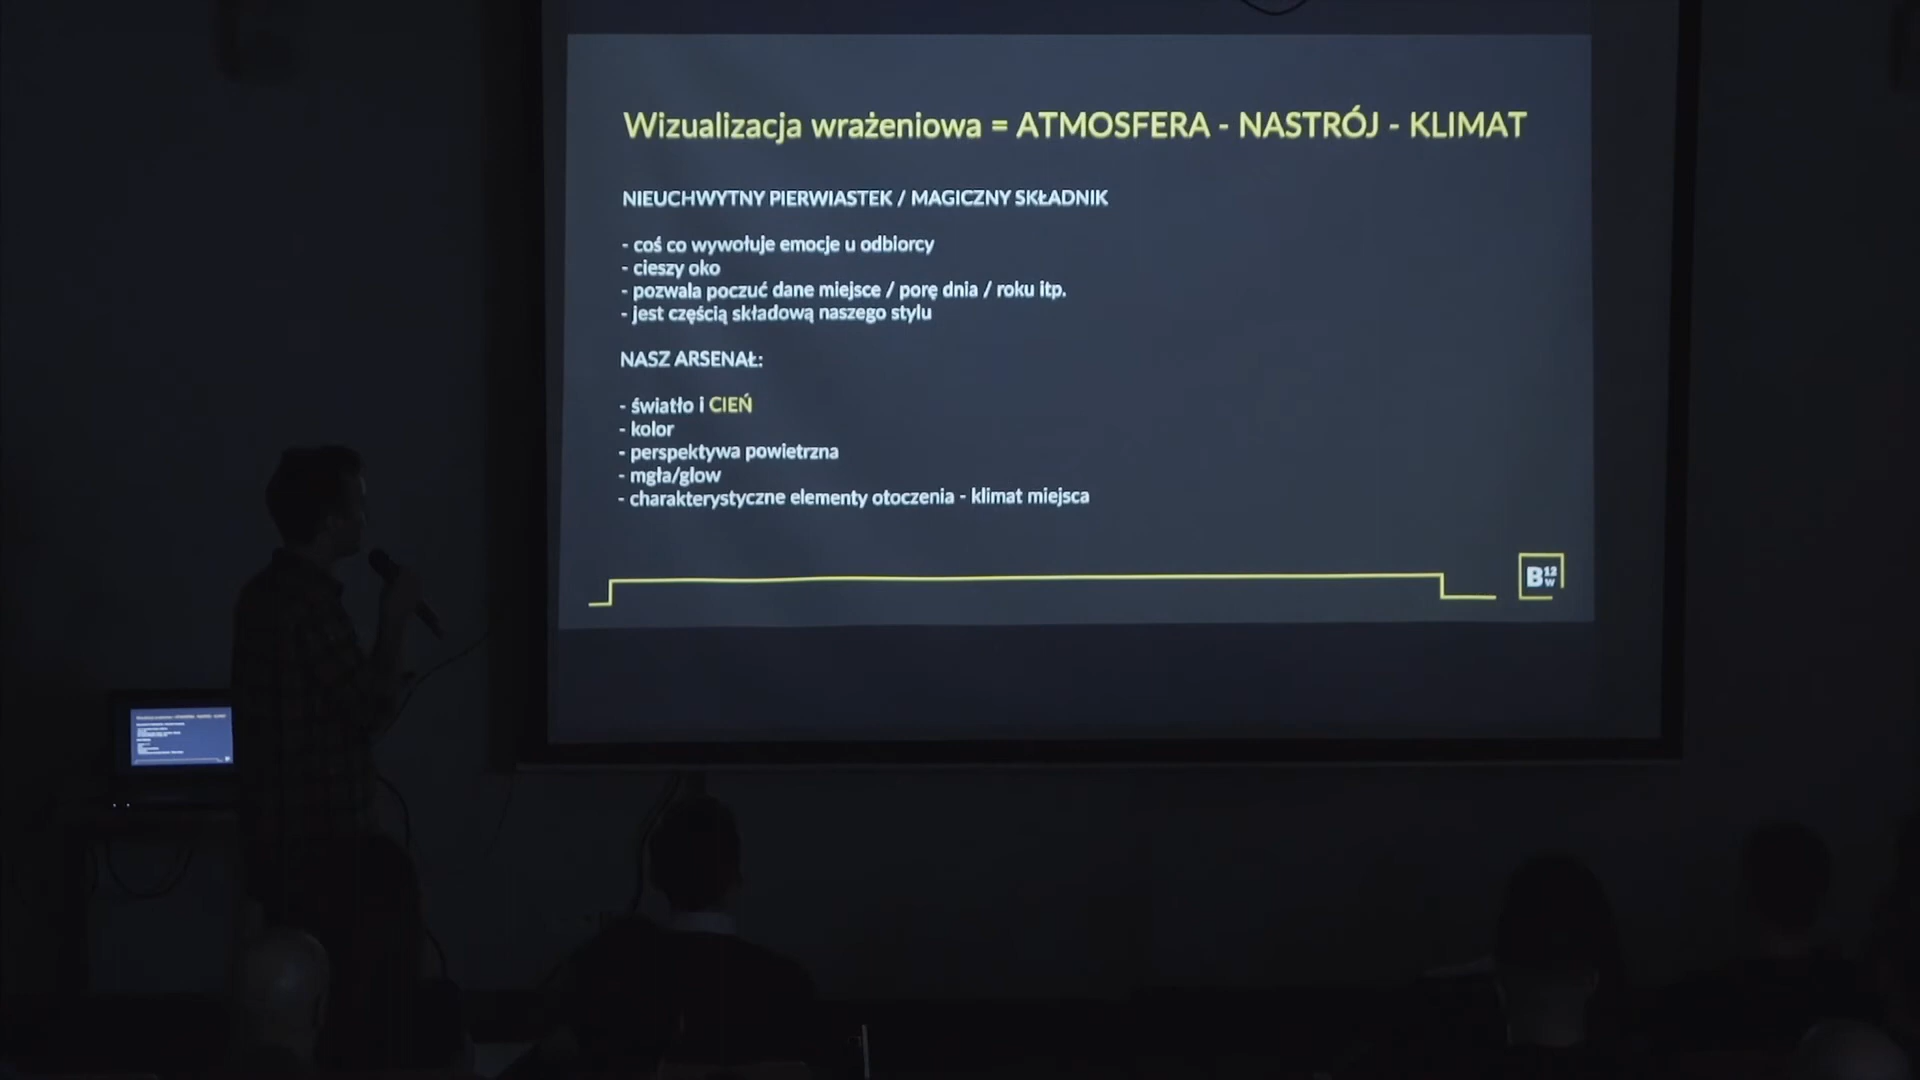 Wizualizacja wrażeniowa = ATMOSFERA - NASTRÓJ - KLIMAT
NIEUCHWYTNY PIERWIASTEK / MAGICZNY SKŁADNIK
- coś co wywołuje emocje u odbiorcy
- cieszy oko
- pozwala poczuć dane miejsce / porę dnia / roku itp.
- jest częścią składową naszego stylu
NASZ ARSENAŁ:
- światło i CIEŃ
- kolor
- perspektywa powietrzna
- mgła/glow
- charakterystyczne elementy otoczenia - klimat miejsca
B12w